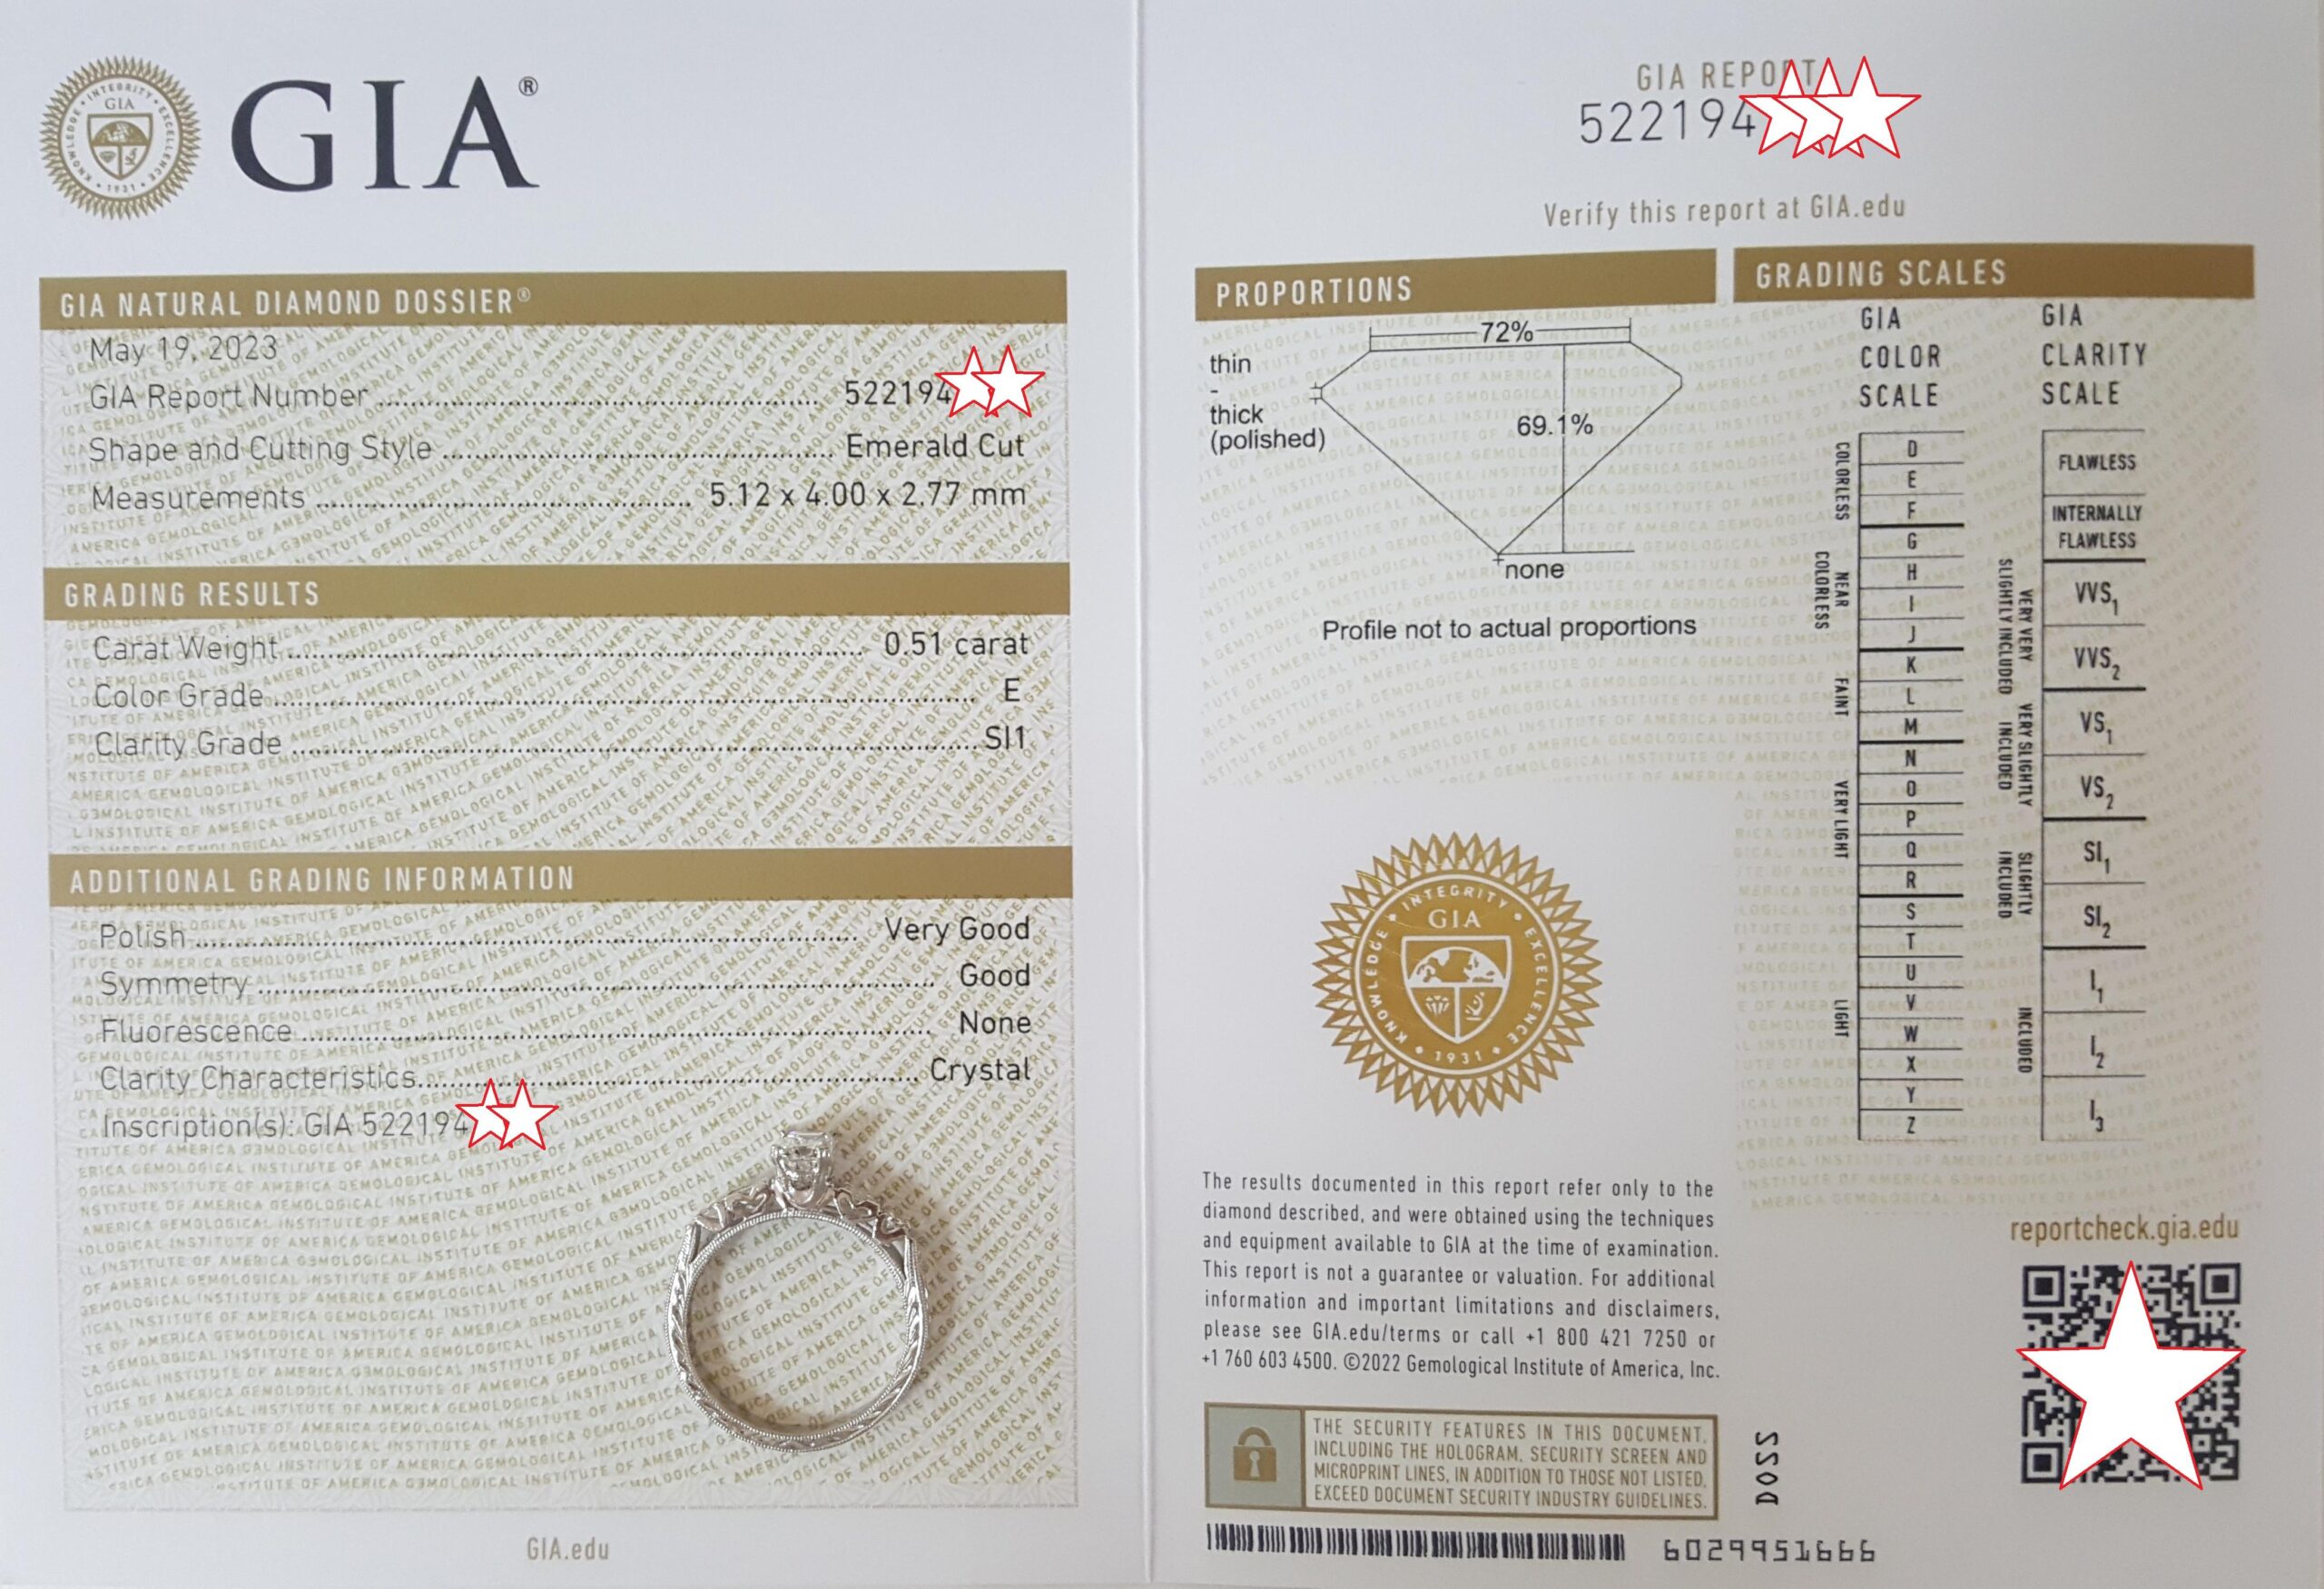 GIA®
INTEGRITY
GIA
KNOWLEDGE
EXCELLENCE
1931
GIA NATURAL DIAMOND DOSSIER®
May 19, 2023
GIA Report Number 522194
Shape and Cutting Style Emerald Cut
Measurements 5.12 x 4.00 x 2.77 mm
GRADING RESULTS
Carat Weight 0.51 carat
Color Grade E
Clarity Grade SI1
ADDITIONAL GRADING INFORMATION
Polish Very Good
Symmetry Good
Fluorescence None
Clarity Characteristics Crystal
Inscription(s): GIA 522194
GIA.edu
GIA REPORT
522194
Verify this report at GIA.edu
PROPORTIONS
72%
thin
-
thick
(polished)
69.1%
none
Profile not to actual proportions
INTEGRITY
GIA
KNOWLEDGE
EXCELLENCE
1931
The results documented in this report refer only to the
diamond described, and were obtained using the techniques
and equipment available to GIA at the time of examination.
This report is not a guarantee or valuation. For additional
information and important limitations and disclaimers,
please see GIA.edu/terms or call +1 800 421 7250 or
+1 760 603 4500. ©2022 Gemological Institute of America, Inc.
THE SECURITY FEATURES IN THIS DOCUMENT,
INCLUDING THE HOLOGRAM, SECURITY SCREEN AND
MICROPRINT LINES, IN ADDITION TO THOSE NOT LISTED,
EXCEED DOCUMENT SECURITY INDUSTRY GUIDELINES.
6029951666
GRADING SCALES
GIA
COLOR
SCALE
COLORLESS
D
E
F
NEAR
COLORLESS
G
H
I
J
FAINT
K
L
M
VERY LIGHT
N
O
P
Q
R
LIGHT
S
T
U
V
W
X
Y
Z
GIA
CLARITY
SCALE
FLAWLESS
INTERNALLY
FLAWLESS
VERY VERY
SLIGHTLY INCLUDED
VVS1
VVS2
VERY SLIGHTLY
INCLUDED
VS1
VS2
SLIGHTLY
INCLUDED
SI1
SI2
INCLUDED
I1
I2
I3
reportcheck.gia.edu